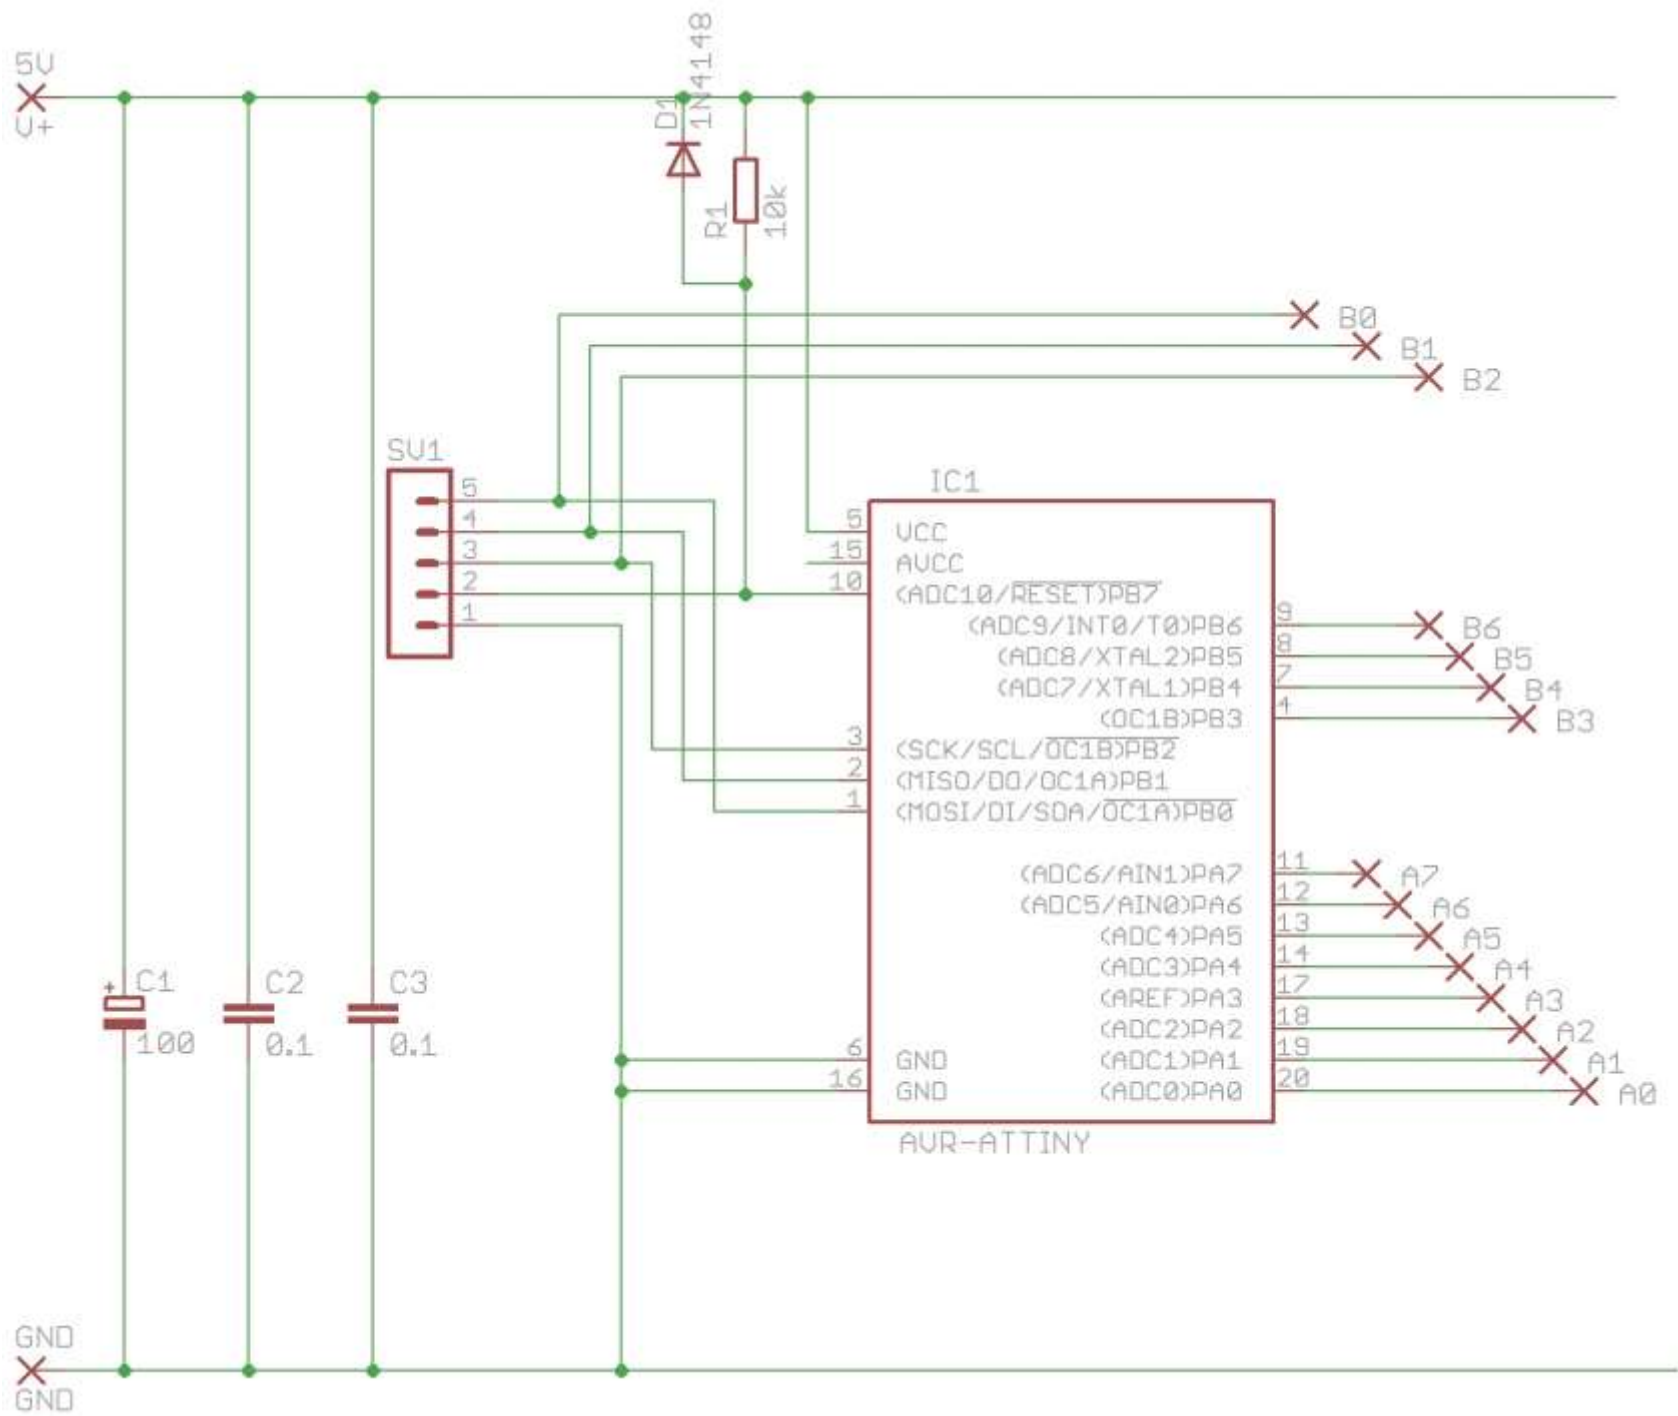 5V
V+
D1
1N4148
R1
10k
B0
B1
B2
SV1
5
4
3
2
1
IC1
5 VCC
15 AVCC
10 (ADC10/RESET)PB7
(ADC9/INT0/T0)PB6 9 B6
(ADC8/XTAL2)PB5 8 B5
(ADC7/XTAL1)PB4 7 B4
(OC1B)PB3 4 B3
3 (SCK/SCL/OC1B)PB2
2 (MISO/DO/OC1A)PB1
1 (MOSI/DI/SDA/OC1A)PB0
(ADC6/AIN1)PA7 11 A7
(ADC5/AIN0)PA6 12 A6
(ADC4)PA5 13 A5
(ADC3)PA4 14 A4
(AREF)PA3 17 A3
(ADC2)PA2 18 A2
6 GND (ADC1)PA1 19 A1
16 GND (ADC0)PA0 20 A0
AVR-ATTINY
+ C1
100
C2
0.1
C3
0.1
GND
GND